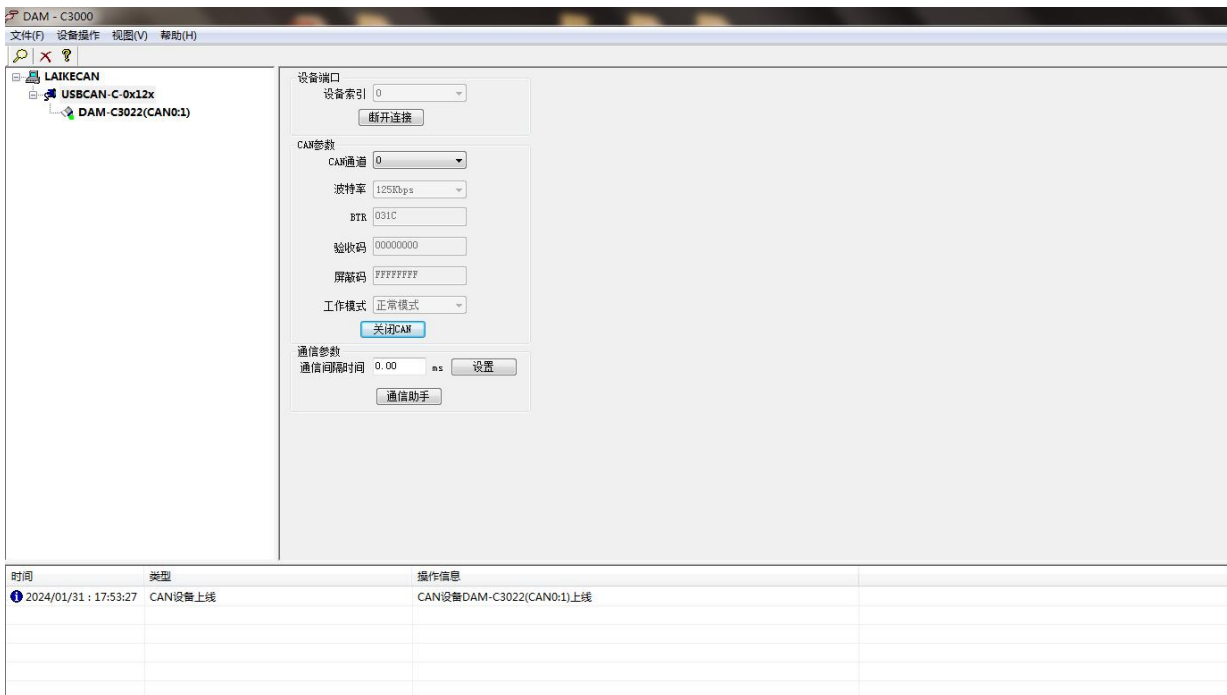 DAM - C3000
文件(F) 设备操作 视图(V) 帮助(H)
LAIKECAN
USBCAN-C-0x12x
DAM-C3022(CAN0:1)
设备端口
设备索引 0
断开连接
CAN参数
CAN通道 0
波特率 125Kbps
BTR 031C
验收码 00000000
屏蔽码 FFFFFFFF
工作模式 正常模式
关闭CAN
通信参数
通信间隔时间 0.00 ms 设置
通信助手
时间 类型 操作信息
2024/01/31 : 17:53:27 CAN设备上线 CAN设备DAM-C3022(CAN0:1)上线